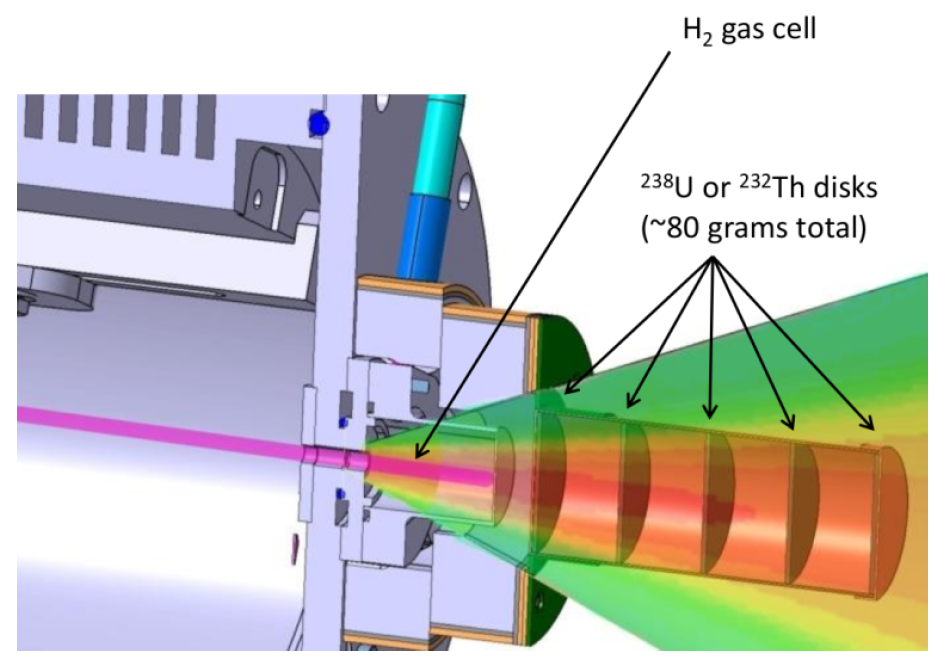 H₂ gas cell
²³⁸U or ²³²Th disks
(~80 grams total)